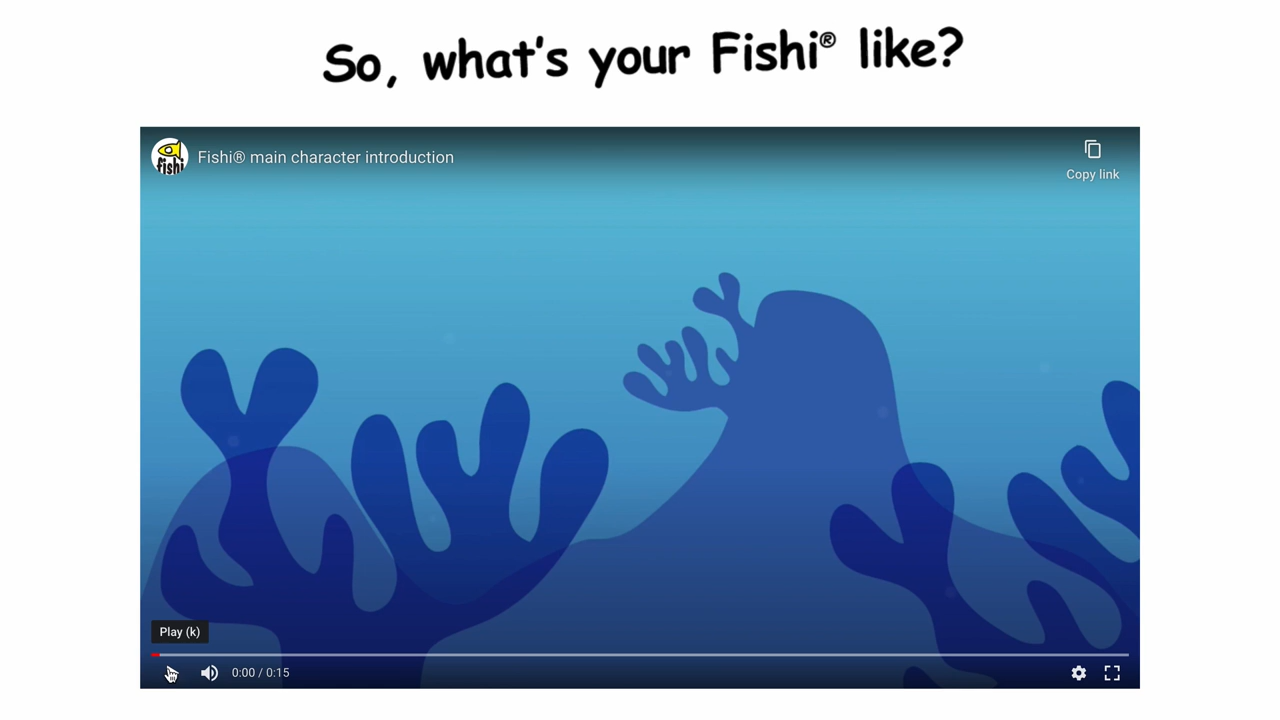 So, what's your Fishi® like?
fishi
Fishi® main character introduction
Copy link
Play (k)
0:00 / 0:15